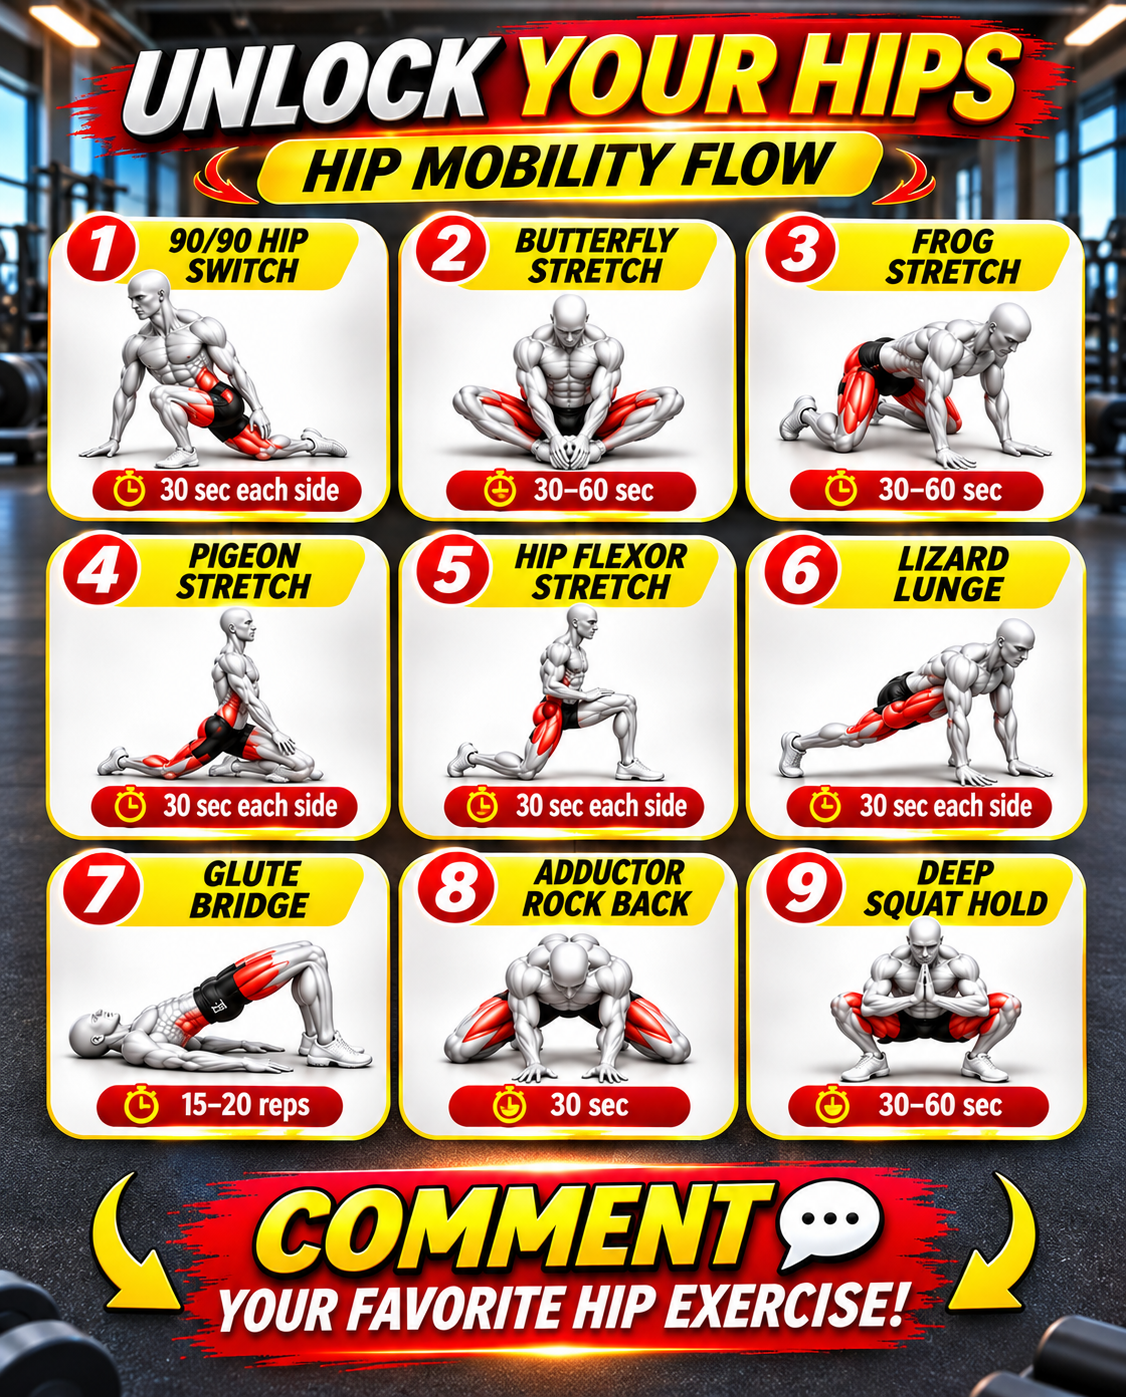 UNLOCK YOUR HIPS
HIP MOBILITY FLOW
1
90/90 HIP
SWITCH
30 sec each side
2
BUTTERFLY
STRETCH
30–60 sec
3
FROG
STRETCH
30–60 sec
4
PIGEON
STRETCH
30 sec each side
5
HIP FLEXOR
STRETCH
30 sec each side
6
LIZARD
LUNGE
30 sec each side
7
GLUTE
BRIDGE
15–20 reps
8
ADDUCTOR
ROCK BACK
30 sec
9
DEEP
SQUAT HOLD
30–60 sec
COMMENT
YOUR FAVORITE HIP EXERCISE!